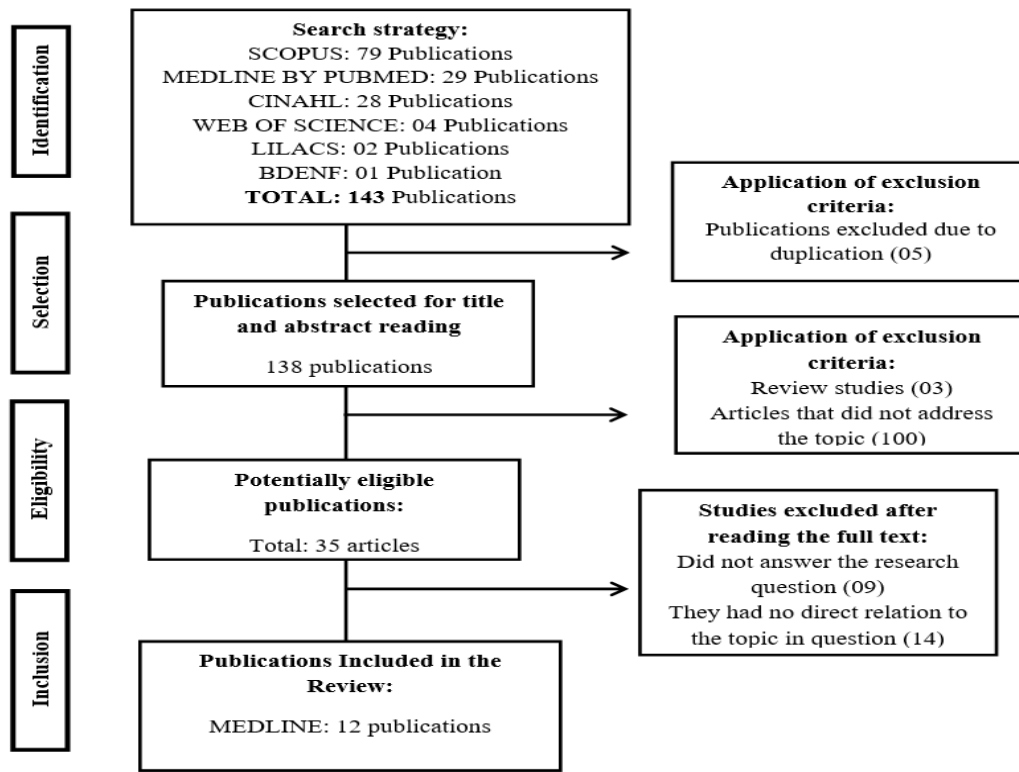 Identification
Search strategy:
SCOPUS: 79 Publications
MEDLINE BY PUBMED: 29 Publications
CINAHL: 28 Publications
WEB OF SCIENCE: 04 Publications
LILACS: 02 Publications
BDENF: 01 Publication
TOTAL: 143 Publications
Application of exclusion
criteria:
Publications excluded due to
duplication (05)
Selection
Publications selected for title
and abstract reading
138 publications
Application of exclusion
criteria:
Review studies (03)
Articles that did not address
the topic (100)
Eligibility
Potentially eligible
publications:
Total: 35 articles
Studies excluded after
reading the full text:
Did not answer the research
question (09)
They had no direct relation to
the topic in question (14)
Inclusion
Publications Included in the
Review:
MEDLINE: 12 publications